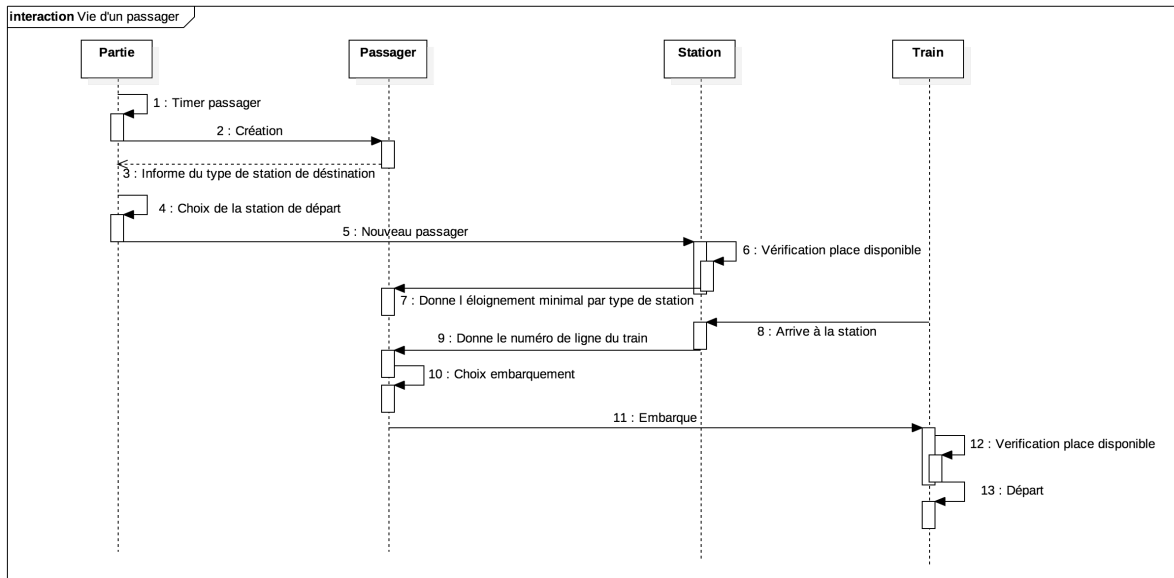 interaction Vie d'un passager
Partie
Passager
Station
Train
1 : Timer passager
2 : Création
3 : Informe du type de station de déstination
4 : Choix de la station de départ
5 : Nouveau passager
6 : Vérification place disponible
7 : Donne l éloignement minimal par type de station
8 : Arrive à la station
9 : Donne le numéro de ligne du train
10 : Choix embarquement
11 : Embarque
12 : Verification place disponible
13 : Départ